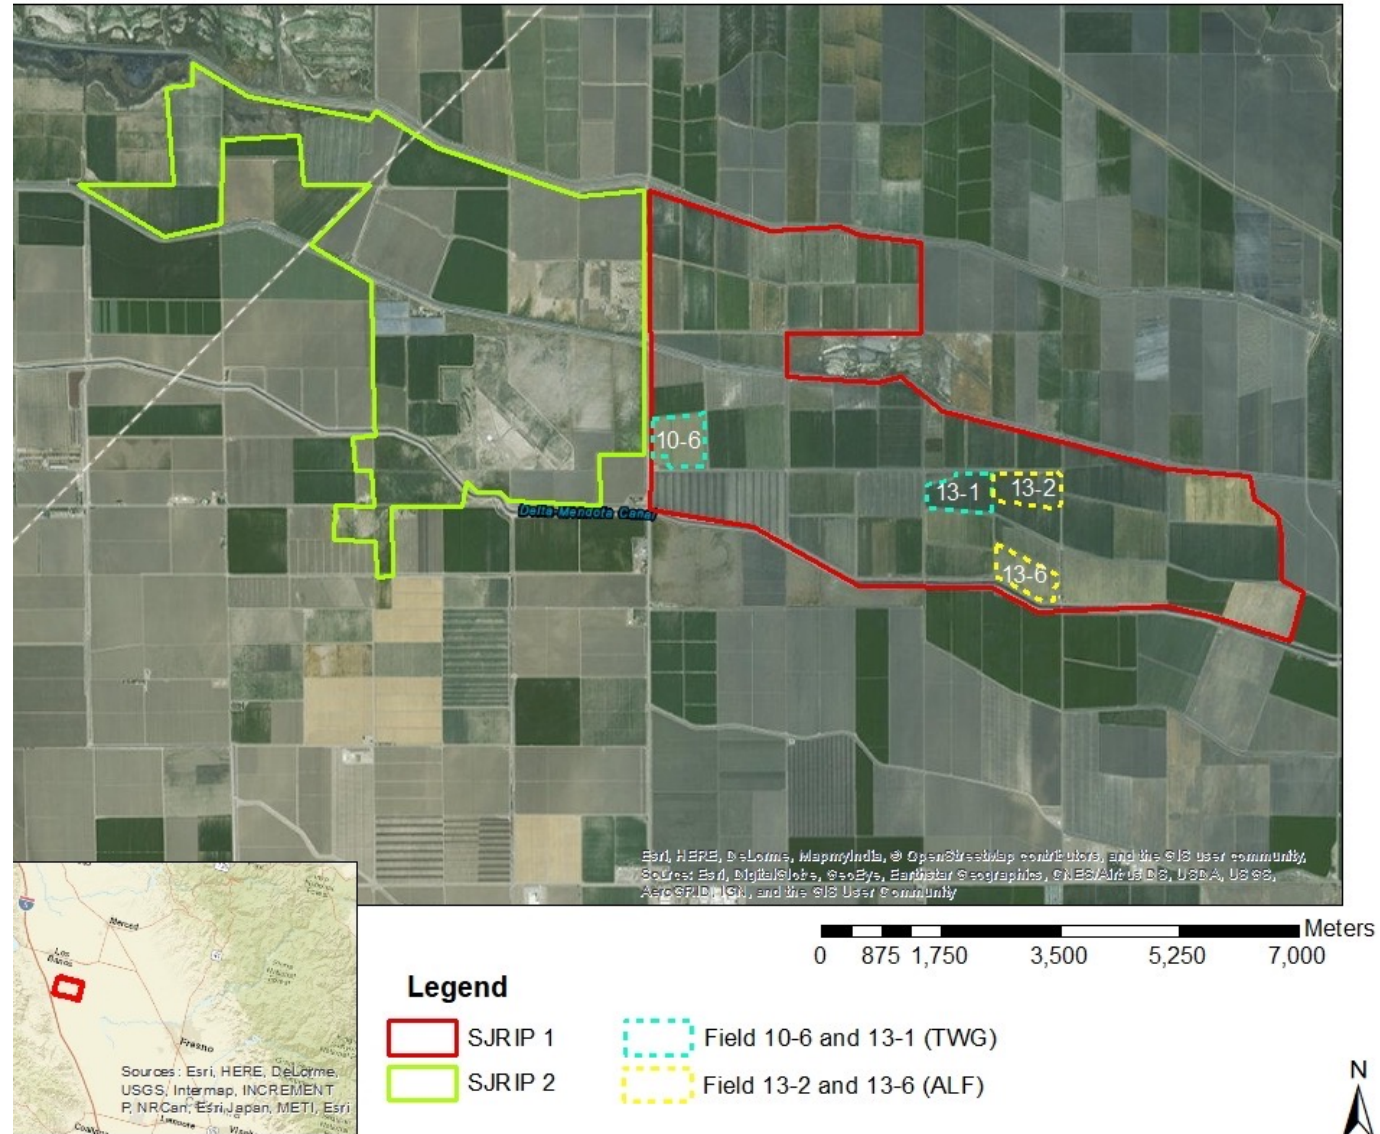 10-6
13-1
13-2
13-6
Delta-Mendota Canal
Esri, HERE, DeLorme, MapmyIndia, © OpenStreetMap contributors, and the GIS user community,
Source: Esri, DigitalGlobe, GeoEye, Earthstar Geographics, CNES/Airbus DS, USDA, USGS,
AeroGRID, IGN, and the GIS User Community
Meters
0 875 1,750 3,500 5,250 7,000
Legend
SJRIP 1
SJRIP 2
Field 10-6 and 13-1 (TWG)
Field 13-2 and 13-6 (ALF)
N
Merced
Los
Banos
Fresno
Sources: Esri, HERE, DeLorme,
USGS, Intermap, INCREMENT
P, NRCan, Esri Japan, METI, Esri
Lemoore